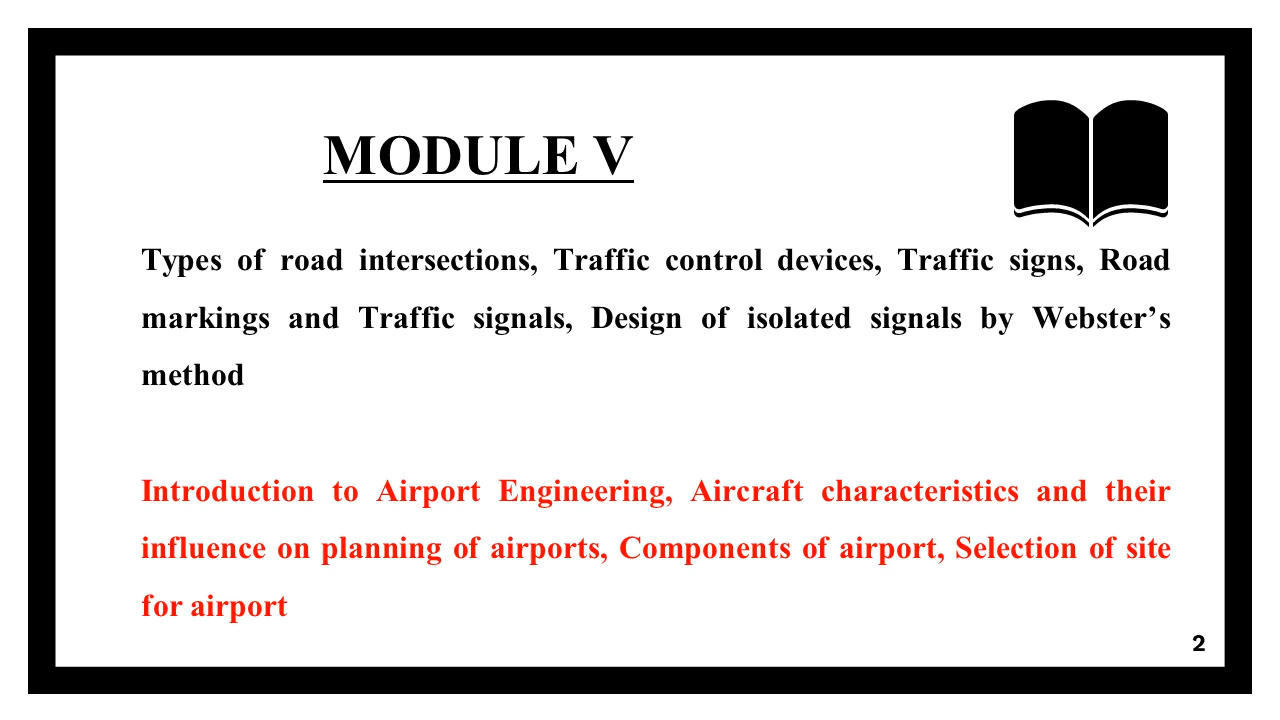 MODULE V
Types of road intersections, Traffic control devices, Traffic signs, Road
markings and Traffic signals, Design of isolated signals by Webster’s
method
Introduction to Airport Engineering, Aircraft characteristics and their
influence on planning of airports, Components of airport, Selection of site
for airport
2